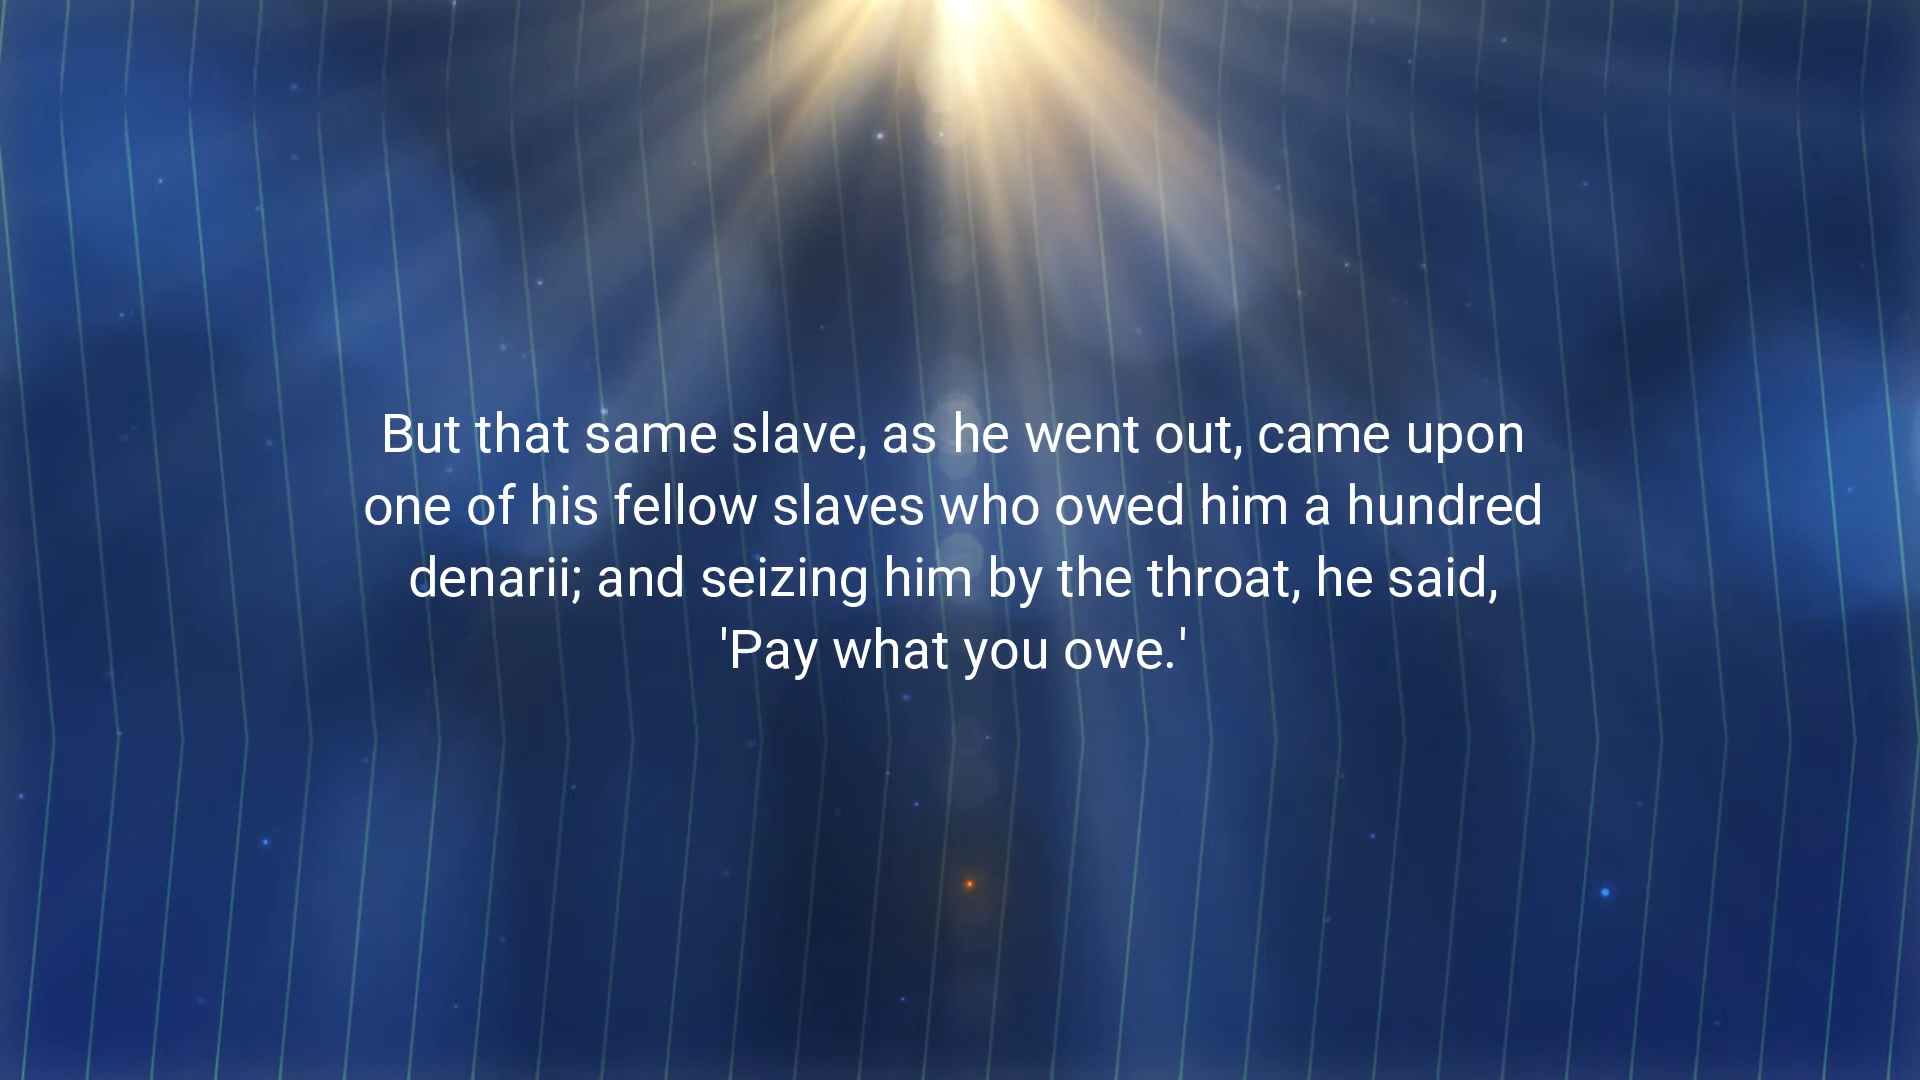 But that same slave, as he went out, came upon
one of his fellow slaves who owed him a hundred
denarii; and seizing him by the throat, he said,
'Pay what you owe.'